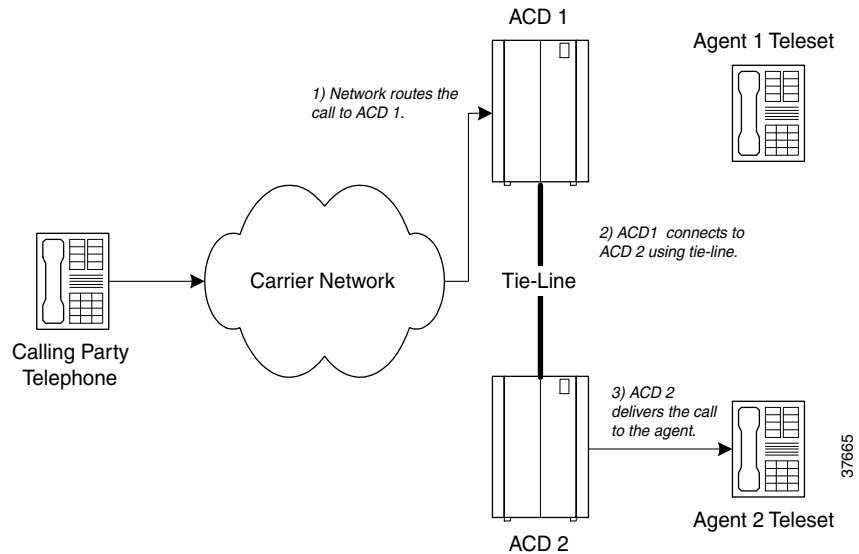 ACD 1
Agent 1 Teleset
1) Network routes the
call to ACD 1.
2) ACD1 connects to
ACD 2 using tie-line.
Carrier Network
Tie-Line
Calling Party
Telephone
3) ACD 2
delivers the call
to the agent.
37665
Agent 2 Teleset
ACD 2